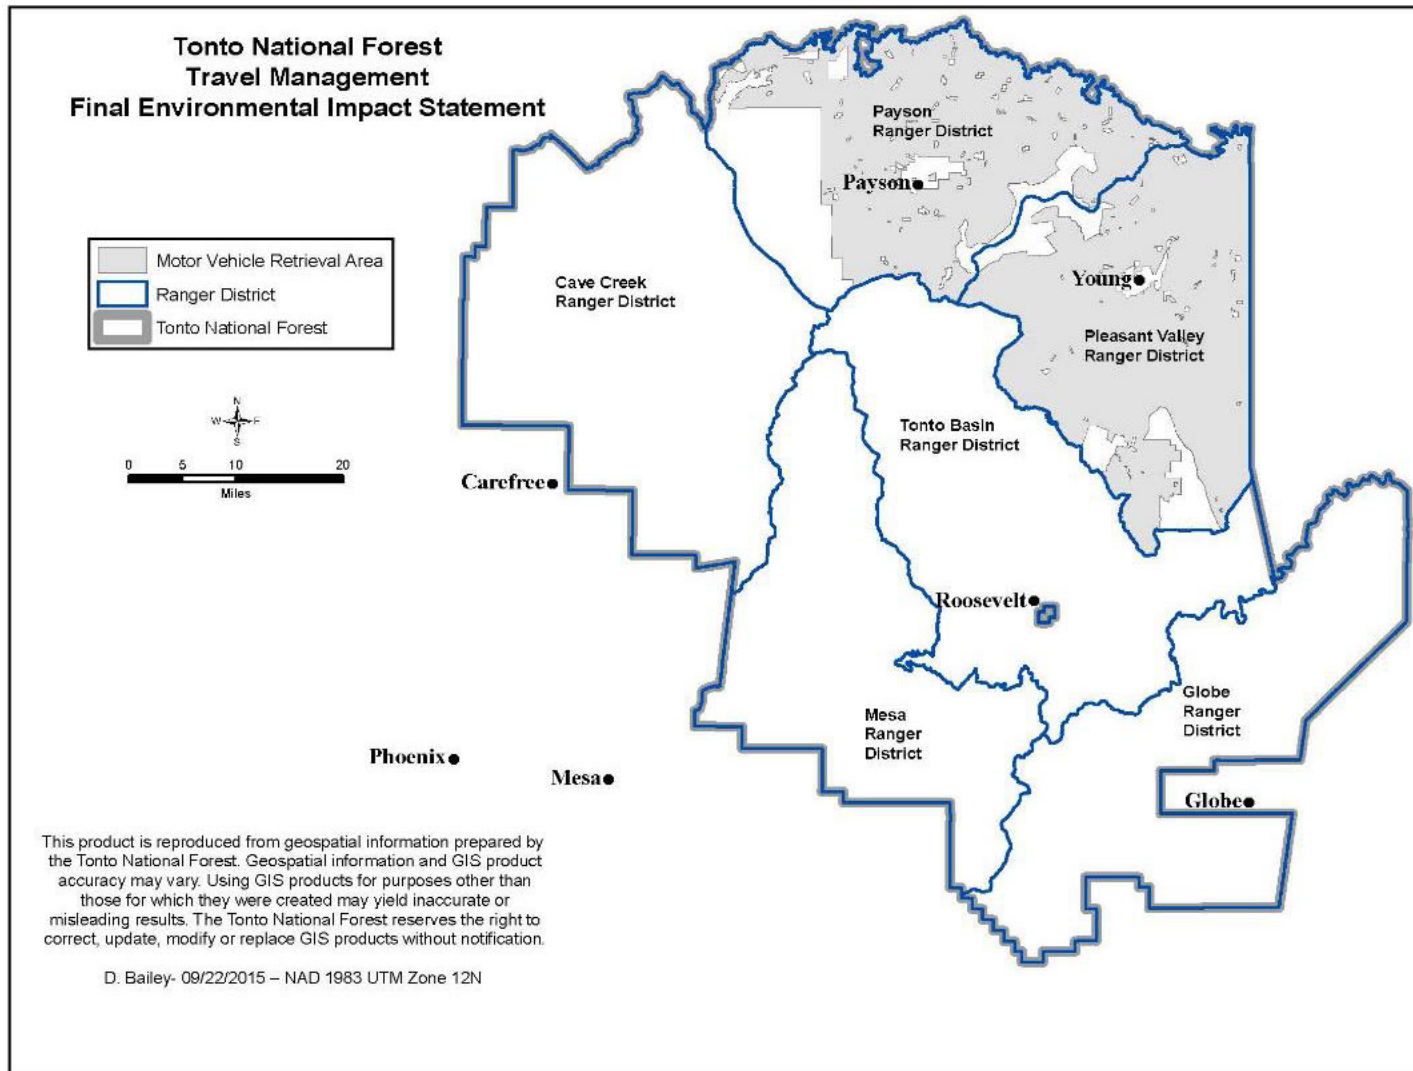 Tonto National Forest
Travel Management
Final Environmental Impact Statement
Motor Vehicle Retrieval Area
Ranger District
Tonto National Forest
N
W
E
S
0 5 10 20
Miles
Payson
Ranger District
Payson
Cave Creek
Ranger District
Young
Pleasant Valley
Ranger District
Tonto Basin
Ranger District
Carefree
Roosevelt
Mesa
Ranger
District
Globe
Ranger
District
Phoenix
Mesa
Globe
This product is reproduced from geospatial information prepared by
the Tonto National Forest. Geospatial information and GIS product
accuracy may vary. Using GIS products for purposes other than
those for which they were created may yield inaccurate or
misleading results. The Tonto National Forest reserves the right to
correct, update, modify or replace GIS products without notification.
D. Bailey- 09/22/2015 – NAD 1983 UTM Zone 12N